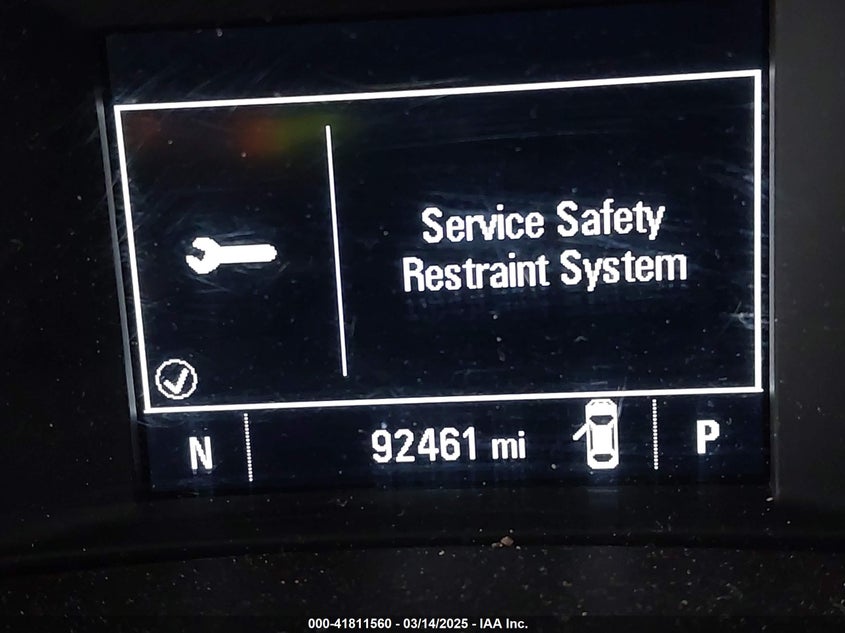 Service Safety
Restraint System
N 92461 mi P
000-41811560 - 03/14/2025 - IAA Inc.